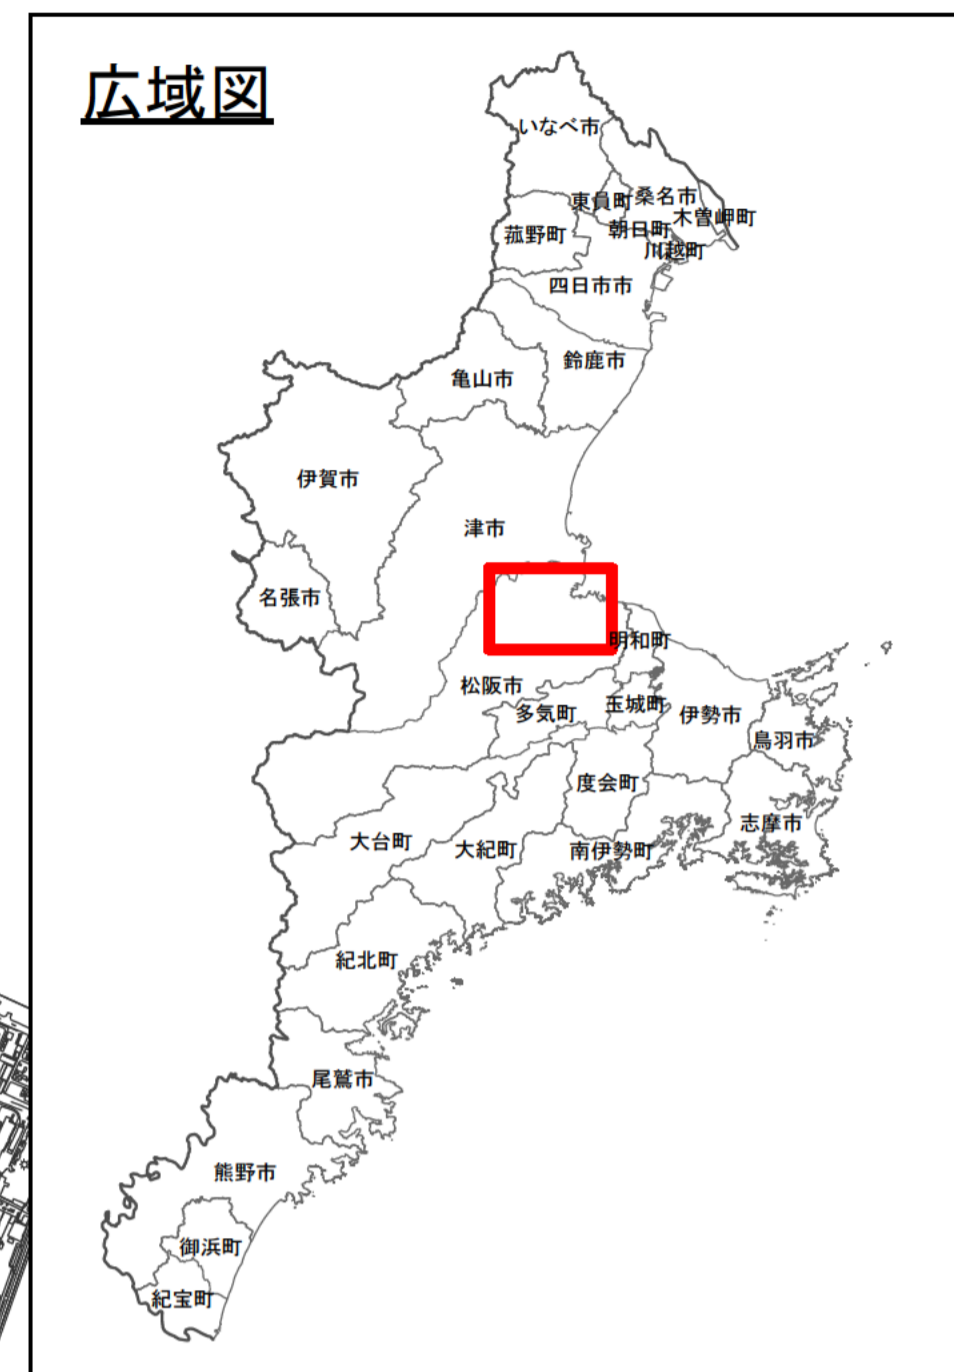 広域図
いなべ市
東員町
桑名市
木曽岬町
菰野町
朝日町
川越町
四日市市
鈴鹿市
亀山市
伊賀市
津市
名張市
明和町
松阪市
多気町
玉城町
伊勢市
鳥羽市
度会町
志摩市
大台町
大紀町
南伊勢町
紀北町
尾鷲市
熊野市
御浜町
紀宝町